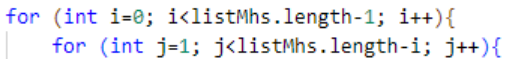 for (int i=0; i<listMhs.length-1; i++){
    for (int j=1; j<listMhs.length-i; j++){